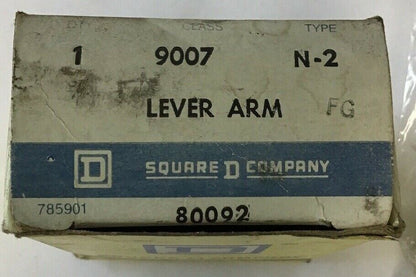 CLASS TYPE
1 9007 N-2
LEVER ARM FG
D SQUARE D COMPANY
785901
80092